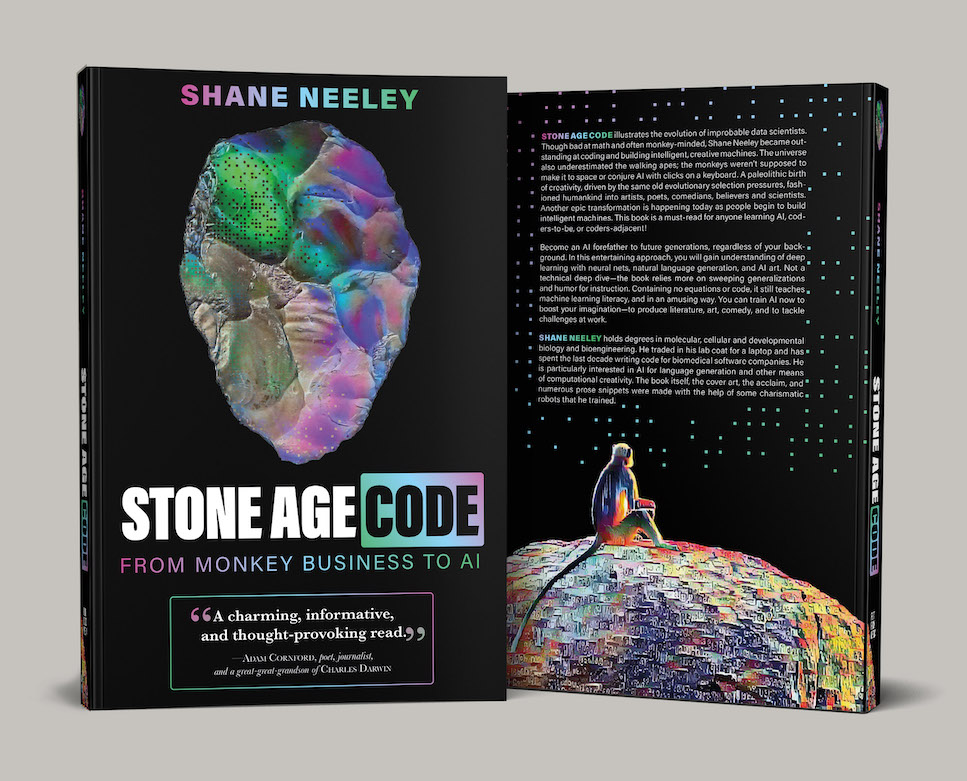 SHANE NEELEY
STONE AGE CODE
FROM MONKEY BUSINESS TO AI
“A charming, informative,
and thought-provoking read.”
—ADAM CORNFORD, poet, journalist,
and a great-great-grandson of CHARLES DARWIN
SHANE NEELEY
STONE AGE CODE
STONE AGE CODE illustrates the evolution of improbable data scientists.
Though bad at math and often monkey-minded, Shane Neeley became out-
standing at coding and building intelligent, creative machines. The universe
also underestimated the walking apes; the monkeys weren't supposed to
make it to space or conjure AI with clicks on a keyboard. A paleolithic birth
of creativity, driven by the same old evolutionary selection pressures, fash-
ioned humankind into artists, poets, comedians, believers and scientists.
Another epic transformation is happening today as people begin to build
intelligent machines. This book is a must-read for anyone learning AI, cod-
ers-to-be, or coders-adjacent!
Become an AI forefather to future generations, regardless of your back-
ground. In this entertaining approach, you will gain understanding of deep
learning with neural nets, natural language generation, and AI art. Not a
technical deep dive—the book relies more on sweeping generalizations
and humor for instruction. Containing no equations or code, it still teaches
machine learning literacy, and in an amusing way. You can train AI now to
boost your imagination—to produce literature, art, comedy, and to tackle
challenges at work.
SHANE NEELEY holds degrees in molecular, cellular and developmental
biology and bioengineering. He traded in his lab coat for a laptop and has
spent the last decade writing code for biomedical software companies. He
is particularly interested in AI for language generation and other means
of computational creativity. The book itself, the cover art, the acclaim, and
numerous prose snippets were made with the help of some charismatic
robots that he trained.
SHANE NEELEY
STONE AGE CODE